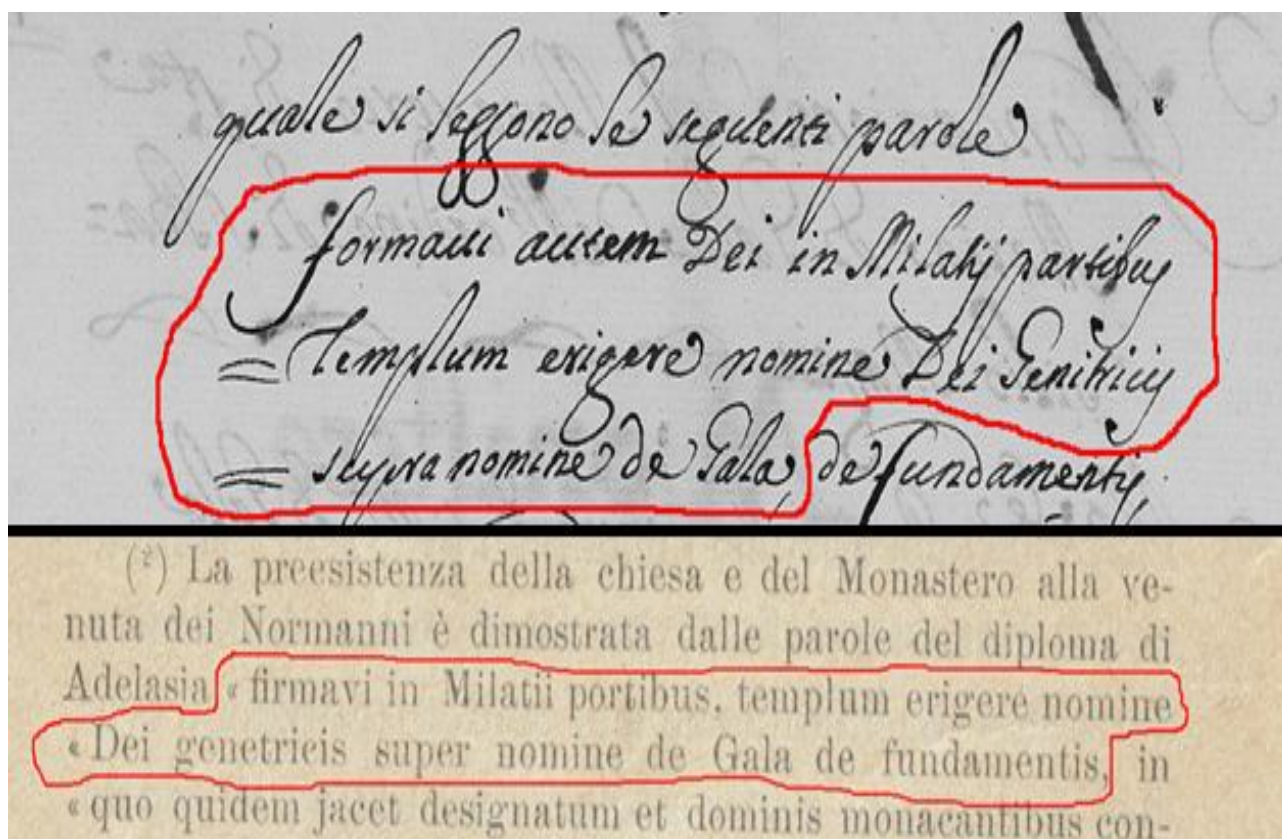 quale si leggono le seguenti parole
formaui autem Dei in Milatij partibus
= Templum erigere nomine Dei Genitricis
= supra nomine de Gala, de fundamentis,
(²) La preesistenza della chiesa e del Monastero alla ve-
nuta dei Normanni è dimostrata dalle parole del diploma di
Adelasia « firmavi in Milatii portibus, templum erigere nomine
« Dei genetricis super nomine de Gala de fundamentis, in
« quo quidem jacet designatum et dominis monacantibus con-